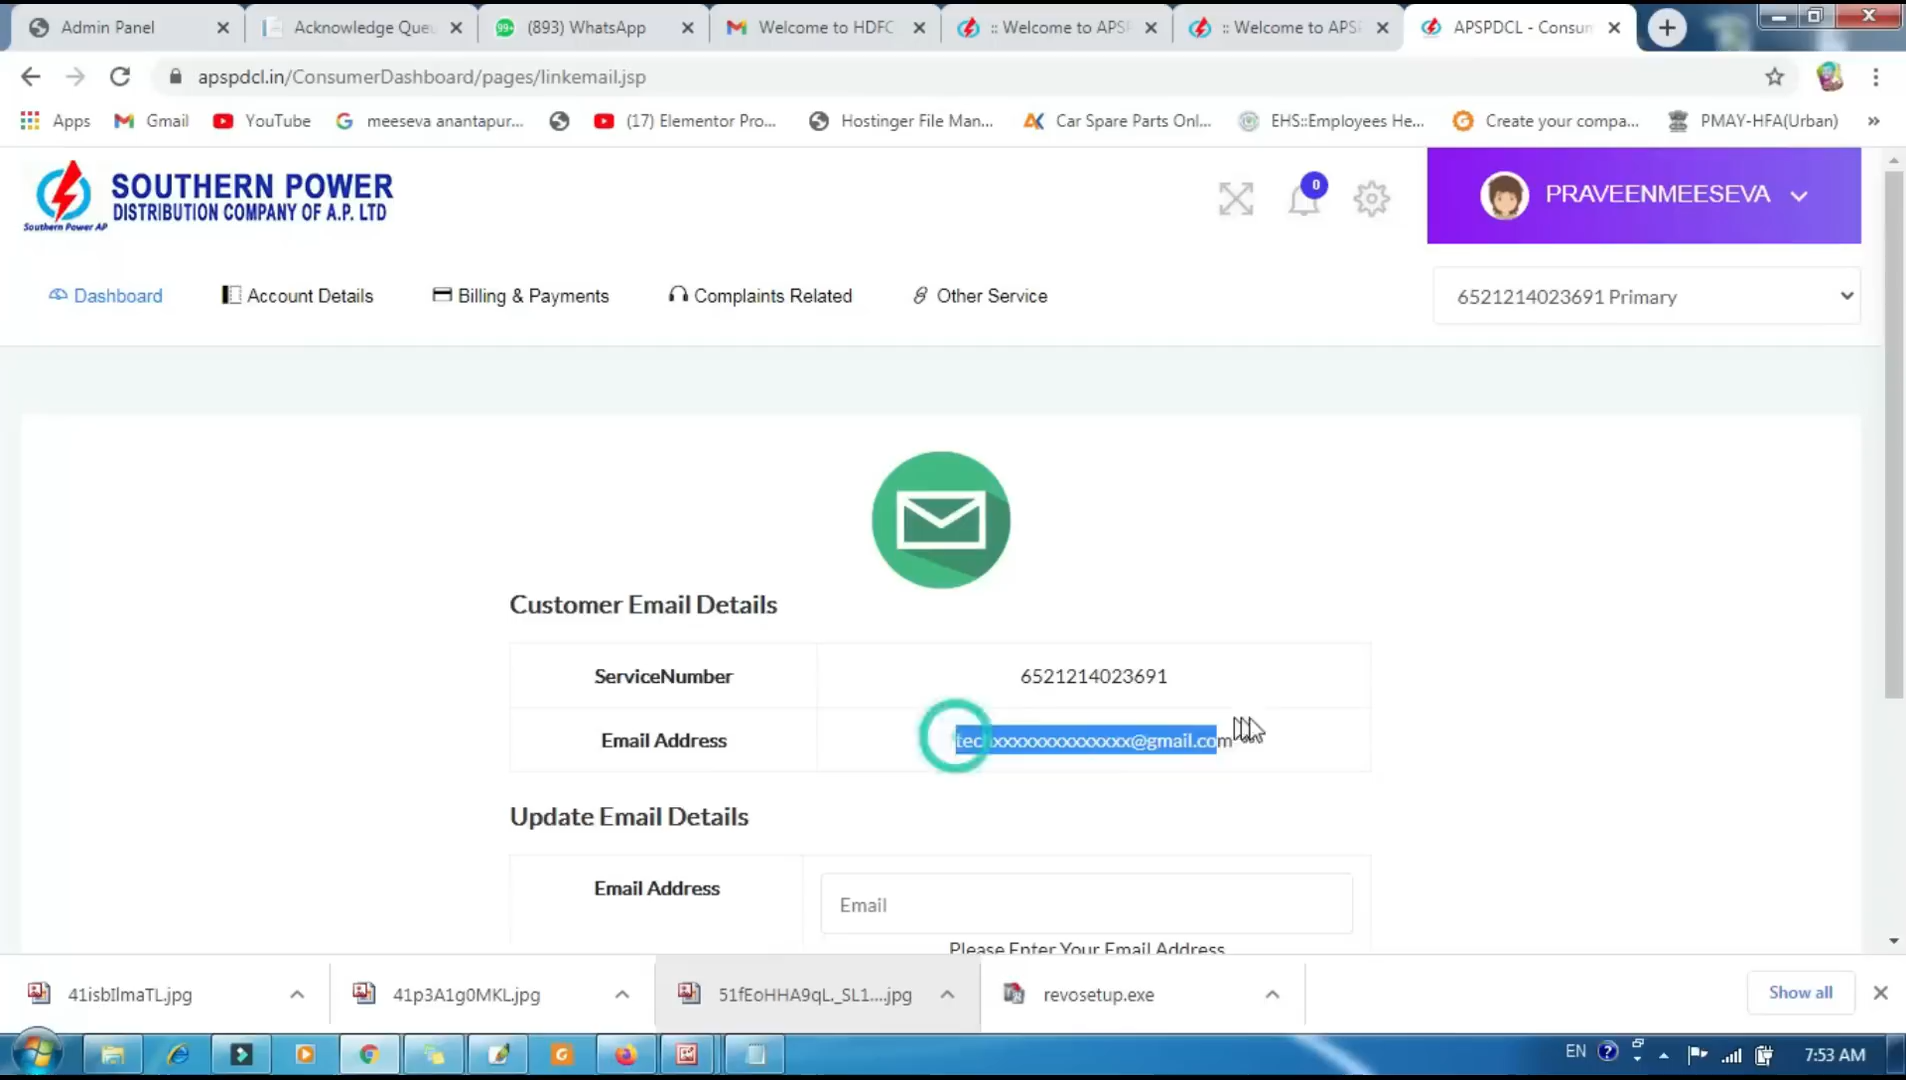 Admin Panel
Acknowledge Que
99+
(893) WhatsApp
Welcome to HDFC
:: Welcome to APS
:: Welcome to APS
APSPDCL - Consum
apspdcl.in/ConsumerDashboard/pages/linkemail.jsp
Apps
Gmail
YouTube
meeseva anantapur...
(17) Elementor Pro...
Hostinger File Man...
Car Spare Parts Onl...
EHS::Employees He...
Create your compa...
PMAY-HFA(Urban)
»
SOUTHERN POWER
DISTRIBUTION COMPANY OF A.P. LTD
Southern Power AP
0
PRAVEENMEESEVA
Dashboard
Account Details
Billing & Payments
Complaints Related
Other Service
6521214023691 Primary
Customer Email Details
ServiceNumber
6521214023691
Email Address
techxxxxxxxxxxxxxxx@gmail.com
Update Email Details
Email Address
Email
Please Enter Your Email Address
41isbIlmaTL.jpg
41p3A1g0MKL.jpg
51fEoHHA9qL._SL1....jpg
revosetup.exe
Show all
EN
7:53 AM